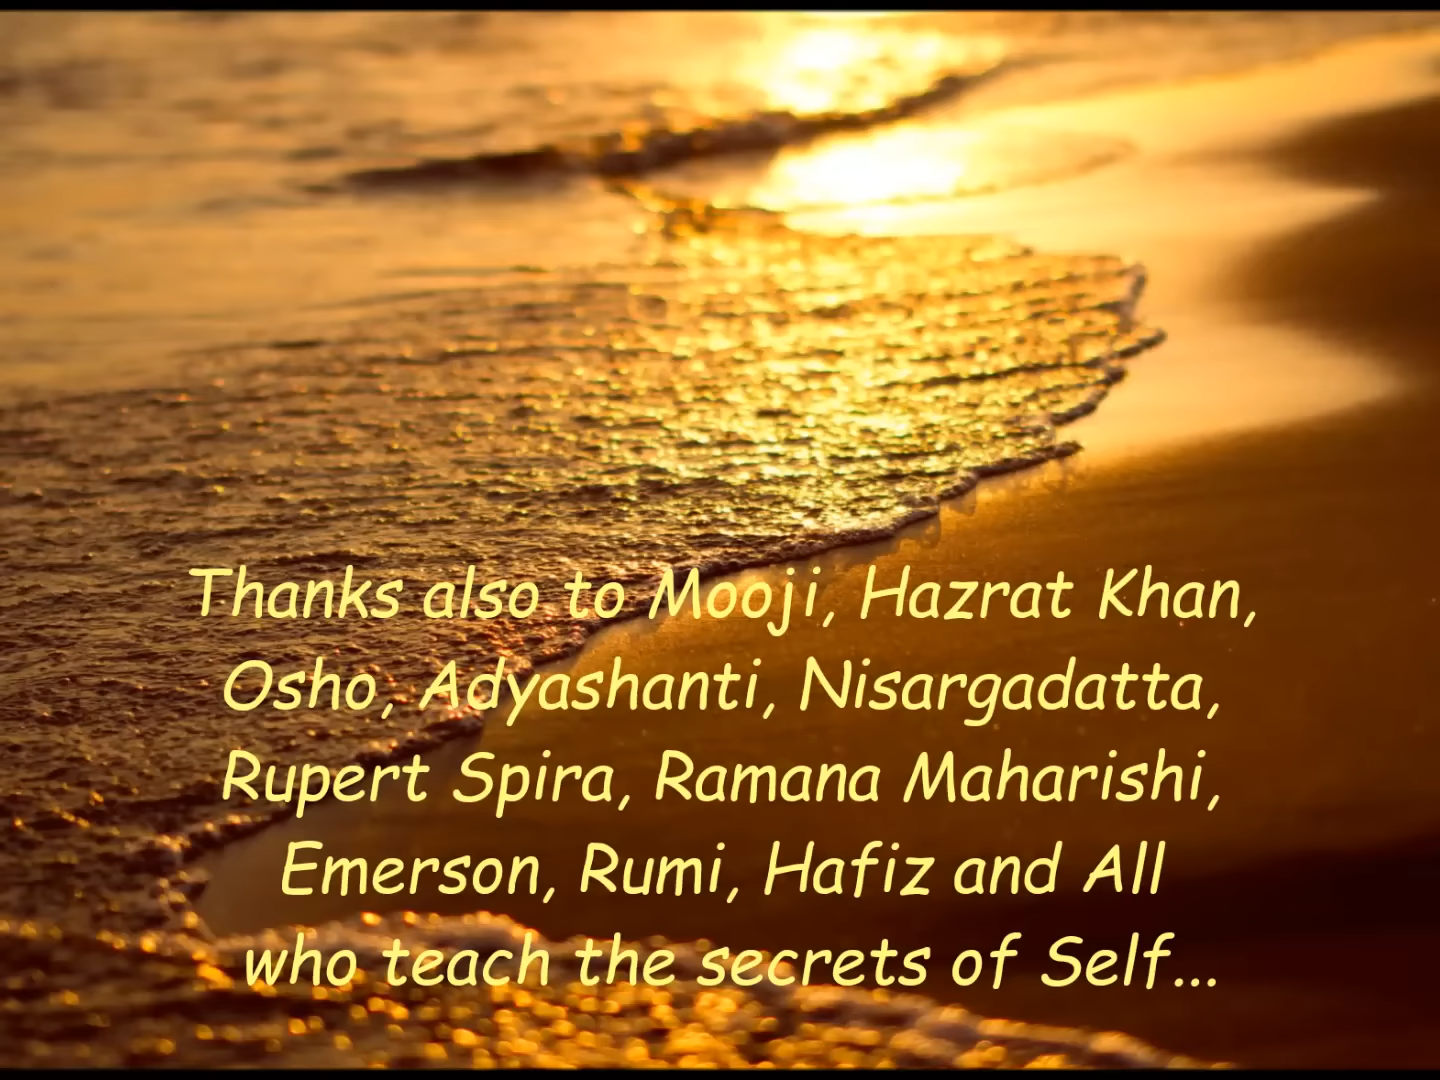 Thanks also to Mooji, Hazrat Khan,
Osho, Adyashanti, Nisargadatta,
Rupert Spira, Ramana Maharishi,
Emerson, Rumi, Hafiz and All
who teach the secrets of Self...